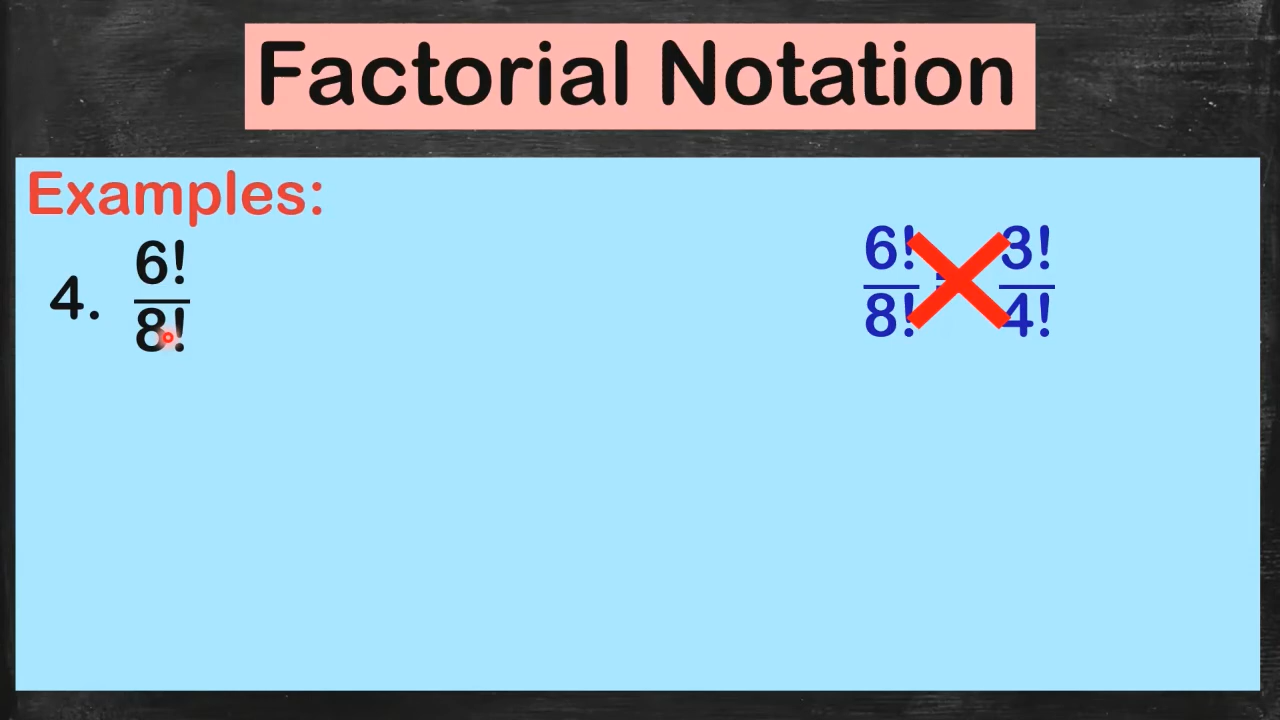 Factorial Notation
Examples:
4. 6!/8!
6!/8! = 3!/4!